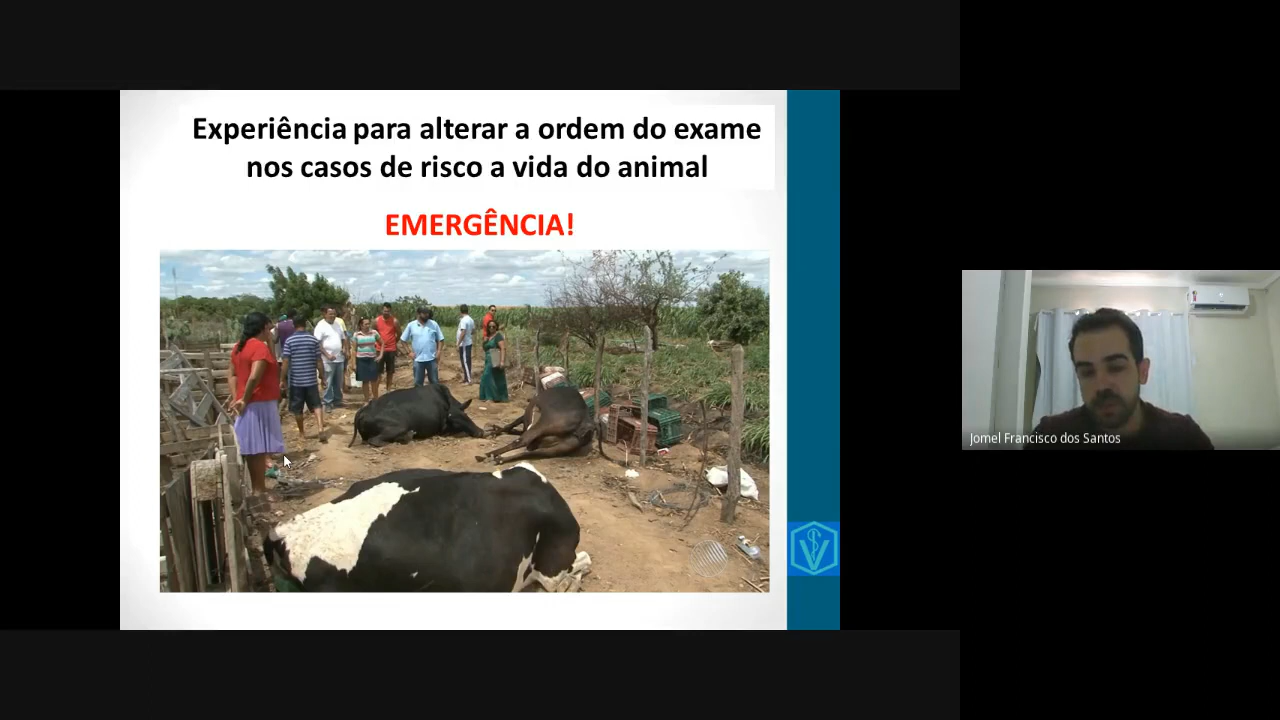 Experiência para alterar a ordem do exame
nos casos de risco a vida do animal
EMERGÊNCIA!
Jomel Francisco dos Santos